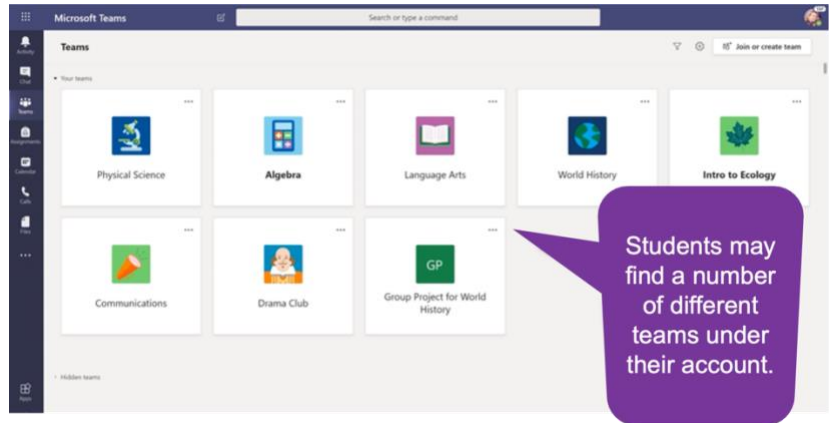 Microsoft Teams
Search or type a command
Activity
Teams
Join or create team
Chat
Your teams
Teams
Assignments
Physical Science
Algebra
Language Arts
World History
Intro to Ecology
Calendar
Calls
Files
GP
Communications
Drama Club
Group Project for World
History
Students may
find a number
of different
teams under
their account.
Hidden teams
Apps